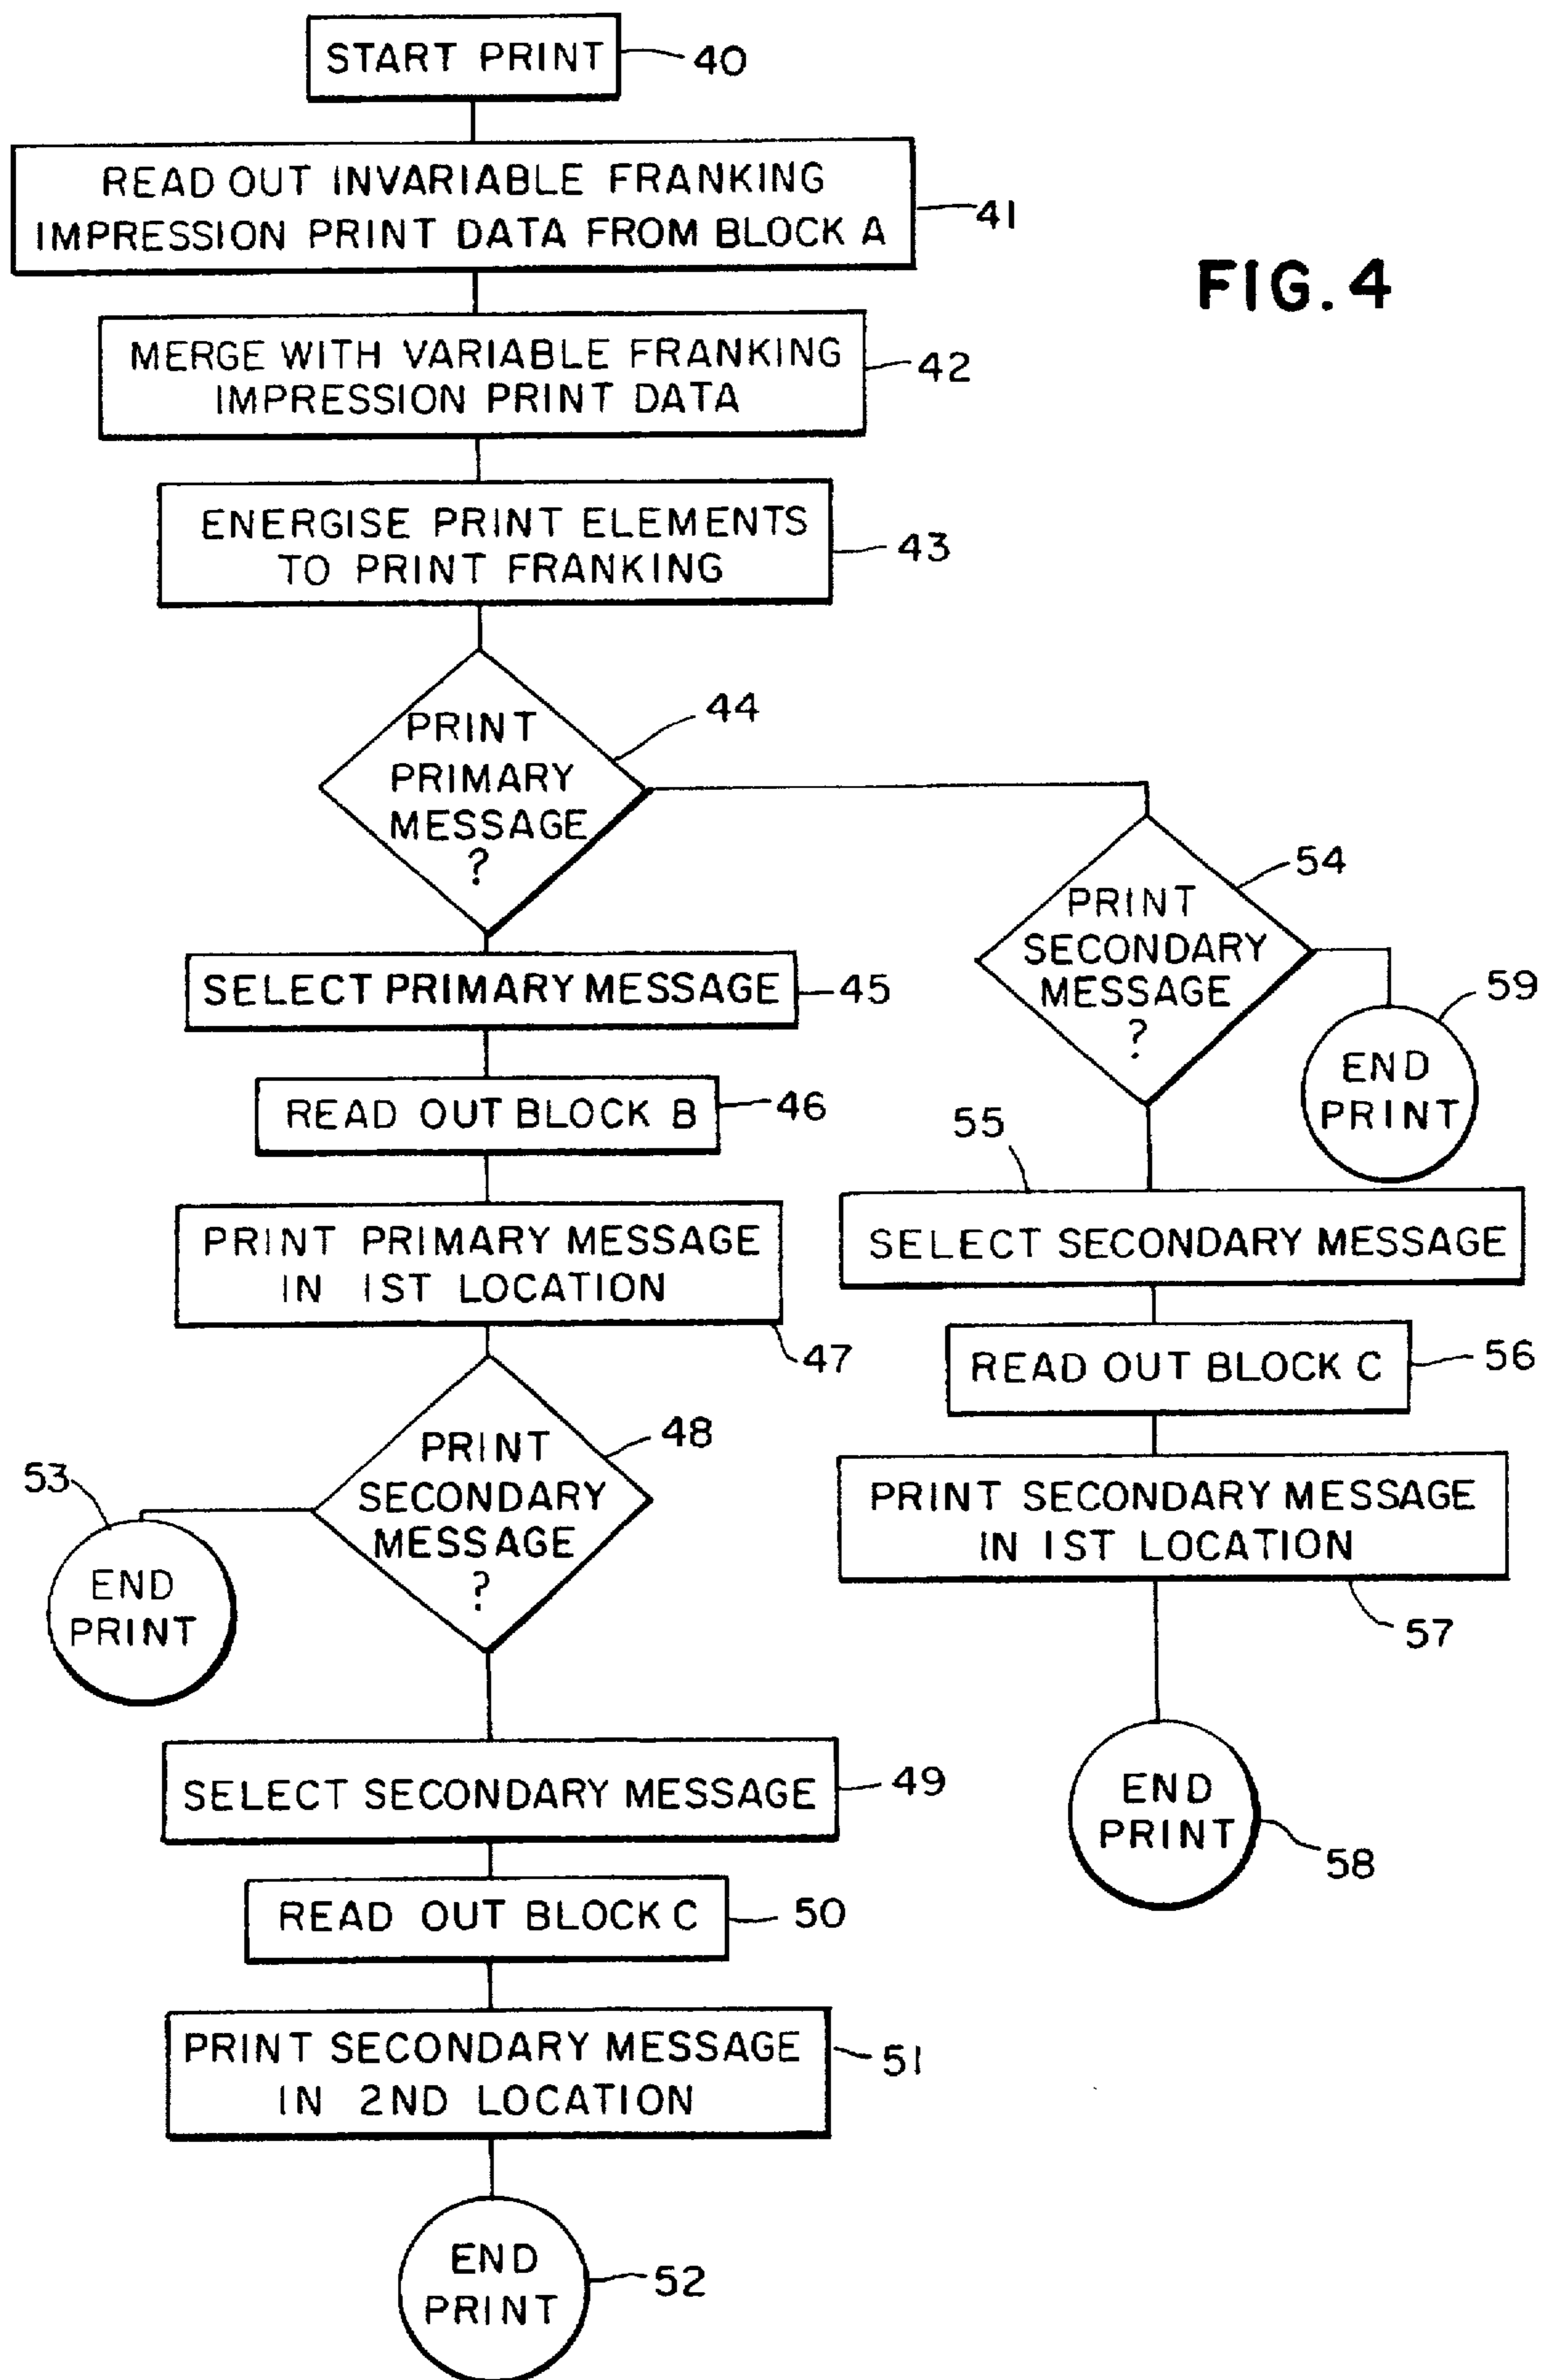 START PRINT
40
READ OUT INVARIABLE FRANKING
IMPRESSION PRINT DATA FROM BLOCK A
41
FIG. 4
MERGE WITH VARIABLE FRANKING
IMPRESSION PRINT DATA
42
ENERGISE PRINT ELEMENTS
TO PRINT FRANKING
43
PRINT
PRIMARY
MESSAGE
?
44
SELECT PRIMARY MESSAGE
45
READ OUT BLOCK B
46
PRINT PRIMARY MESSAGE
IN 1ST LOCATION
47
PRINT
SECONDARY
MESSAGE
?
48
53
END
PRINT
SELECT SECONDARY MESSAGE
49
READ OUT BLOCK C
50
PRINT SECONDARY MESSAGE
IN 2ND LOCATION
51
END
PRINT
52
PRINT
SECONDARY
MESSAGE
?
54
59
END
PRINT
55
SELECT SECONDARY MESSAGE
READ OUT BLOCK C
56
PRINT SECONDARY MESSAGE
IN 1ST LOCATION
57
END
PRINT
58